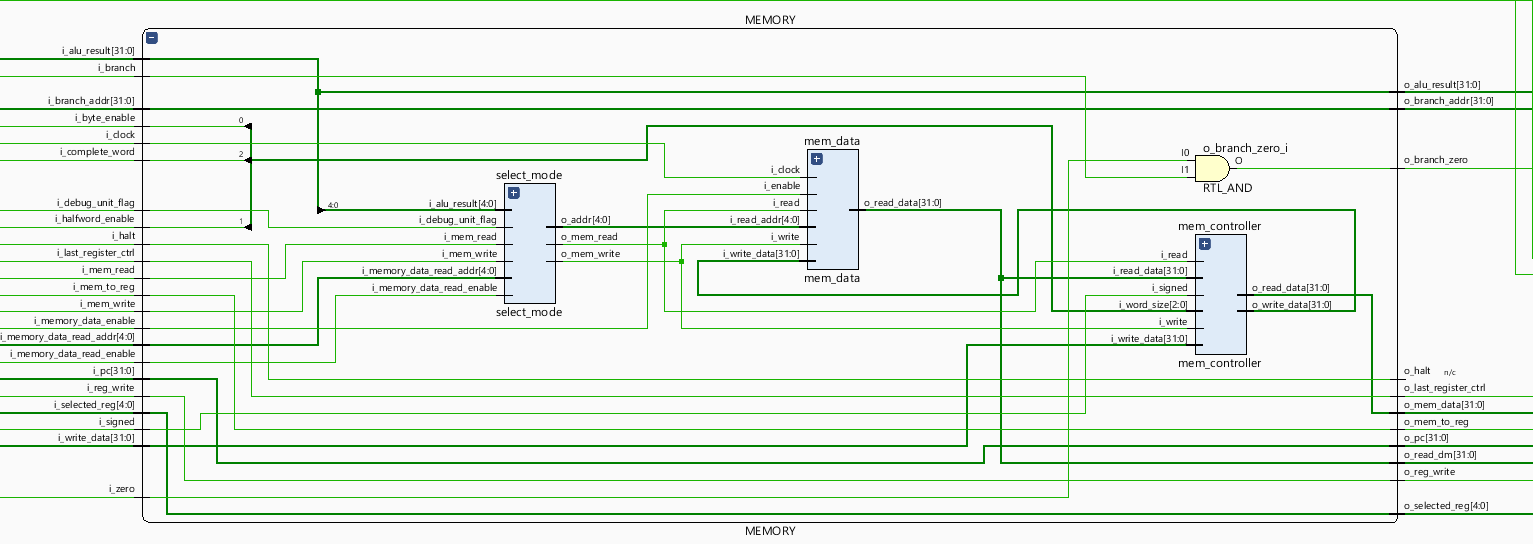 MEMORY
i_alu_result[31:0]
i_branch
i_branch_addr[31:0]
i_byte_enable
i_clock
i_complete_word
i_debug_unit_flag
i_halfword_enable
i_halt
i_last_register_ctrl
i_mem_read
i_mem_to_reg
i_mem_write
i_memory_data_enable
i_memory_data_read_addr[4:0]
i_memory_data_read_enable
i_pc[31:0]
i_reg_write
i_selected_reg[4:0]
i_signed
i_write_data[31:0]
i_zero
0
2
1
4:0
select_mode
i_alu_result[4:0]
i_debug_unit_flag
i_mem_read
i_mem_write
i_memory_data_read_addr[4:0]
i_memory_data_read_enable
o_addr[4:0]
o_mem_read
o_mem_write
select_mode
mem_data
i_clock
i_enable
i_read
i_read_addr[4:0]
i_write
i_write_data[31:0]
o_read_data[31:0]
mem_data
o_branch_zero_i
I0
I1
O
RTL_AND
mem_controller
i_read
i_read_data[31:0]
i_signed
i_word_size[2:0]
i_write
i_write_data[31:0]
o_read_data[31:0]
o_write_data[31:0]
mem_controller
o_alu_result[31:0]
o_branch_addr[31:0]
o_branch_zero
o_halt n/c
o_last_register_ctrl
o_mem_data[31:0]
o_mem_to_reg
o_pc[31:0]
o_read_dm[31:0]
o_reg_write
o_selected_reg[4:0]
MEMORY